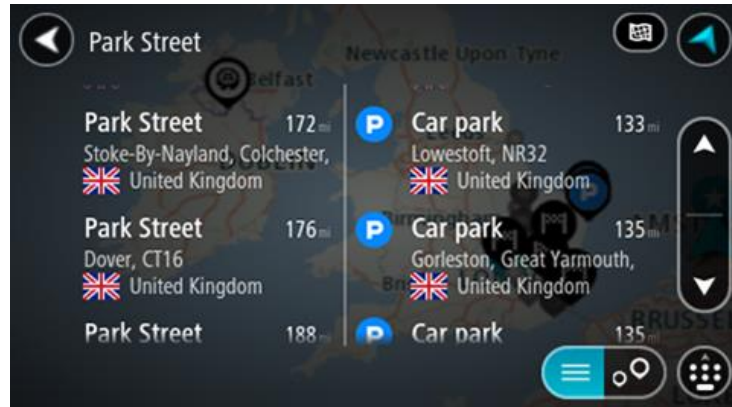 Park Street
Newcastle Upon Tyne
Belfast
Park Street 172 mi
Stoke-By-Nayland, Colchester,
United Kingdom
Park Street 176 mi
Dover, CT16
United Kingdom
Park Street 188 mi
P Car park 133 mi
Lowestoft, NR32
United Kingdom
P Car park 135 mi
Gorleston, Great Yarmouth,
United Kingdom
P Car park 135 mi